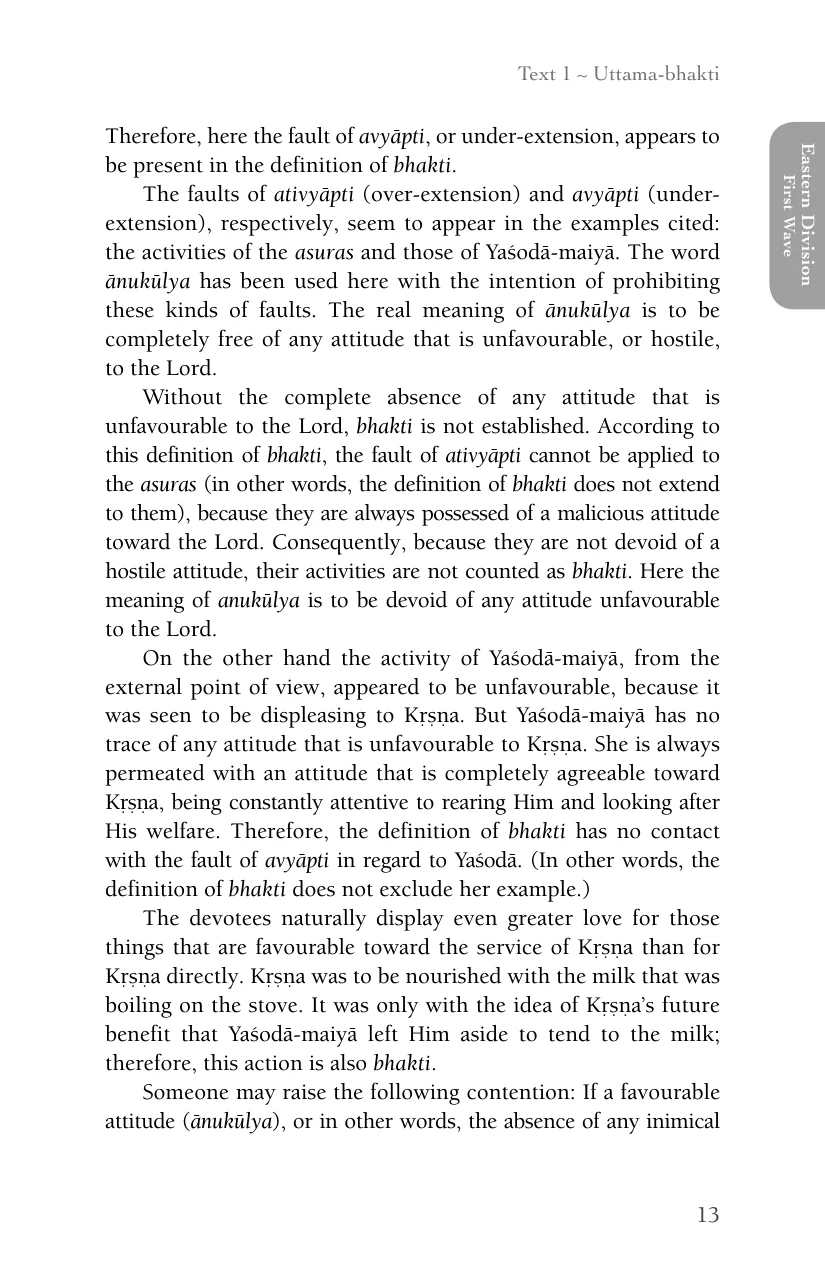 Text 1 ~ Uttama-bhakti
Eastern Division
First Wave
Therefore, here the fault of avyāpti, or under-extension, appears to
be present in the definition of bhakti.
The faults of ativyāpti (over-extension) and avyāpti (under-
extension), respectively, seem to appear in the examples cited:
the activities of the asuras and those of Yaśodā-maiyā. The word
ānukūlya has been used here with the intention of prohibiting
these kinds of faults. The real meaning of ānukūlya is to be
completely free of any attitude that is unfavourable, or hostile,
to the Lord.
Without the complete absence of any attitude that is
unfavourable to the Lord, bhakti is not established. According to
this definition of bhakti, the fault of ativyāpti cannot be applied to
the asuras (in other words, the definition of bhakti does not extend
to them), because they are always possessed of a malicious attitude
toward the Lord. Consequently, because they are not devoid of a
hostile attitude, their activities are not counted as bhakti. Here the
meaning of anukūlya is to be devoid of any attitude unfavourable
to the Lord.
On the other hand the activity of Yaśodā-maiyā, from the
external point of view, appeared to be unfavourable, because it
was seen to be displeasing to Kṛṣṇa. But Yaśodā-maiyā has no
trace of any attitude that is unfavourable to Kṛṣṇa. She is always
permeated with an attitude that is completely agreeable toward
Kṛṣṇa, being constantly attentive to rearing Him and looking after
His welfare. Therefore, the definition of bhakti has no contact
with the fault of avyāpti in regard to Yaśodā. (In other words, the
definition of bhakti does not exclude her example.)
The devotees naturally display even greater love for those
things that are favourable toward the service of Kṛṣṇa than for
Kṛṣṇa directly. Kṛṣṇa was to be nourished with the milk that was
boiling on the stove. It was only with the idea of Kṛṣṇa’s future
benefit that Yaśodā-maiyā left Him aside to tend to the milk;
therefore, this action is also bhakti.
Someone may raise the following contention: If a favourable
attitude (ānukūlya), or in other words, the absence of any inimical
13